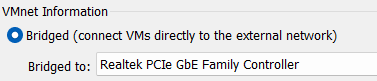 VMnet Information
Bridged (connect VMs directly to the external network)
Bridged to: Realtek PCIe GbE Family Controller